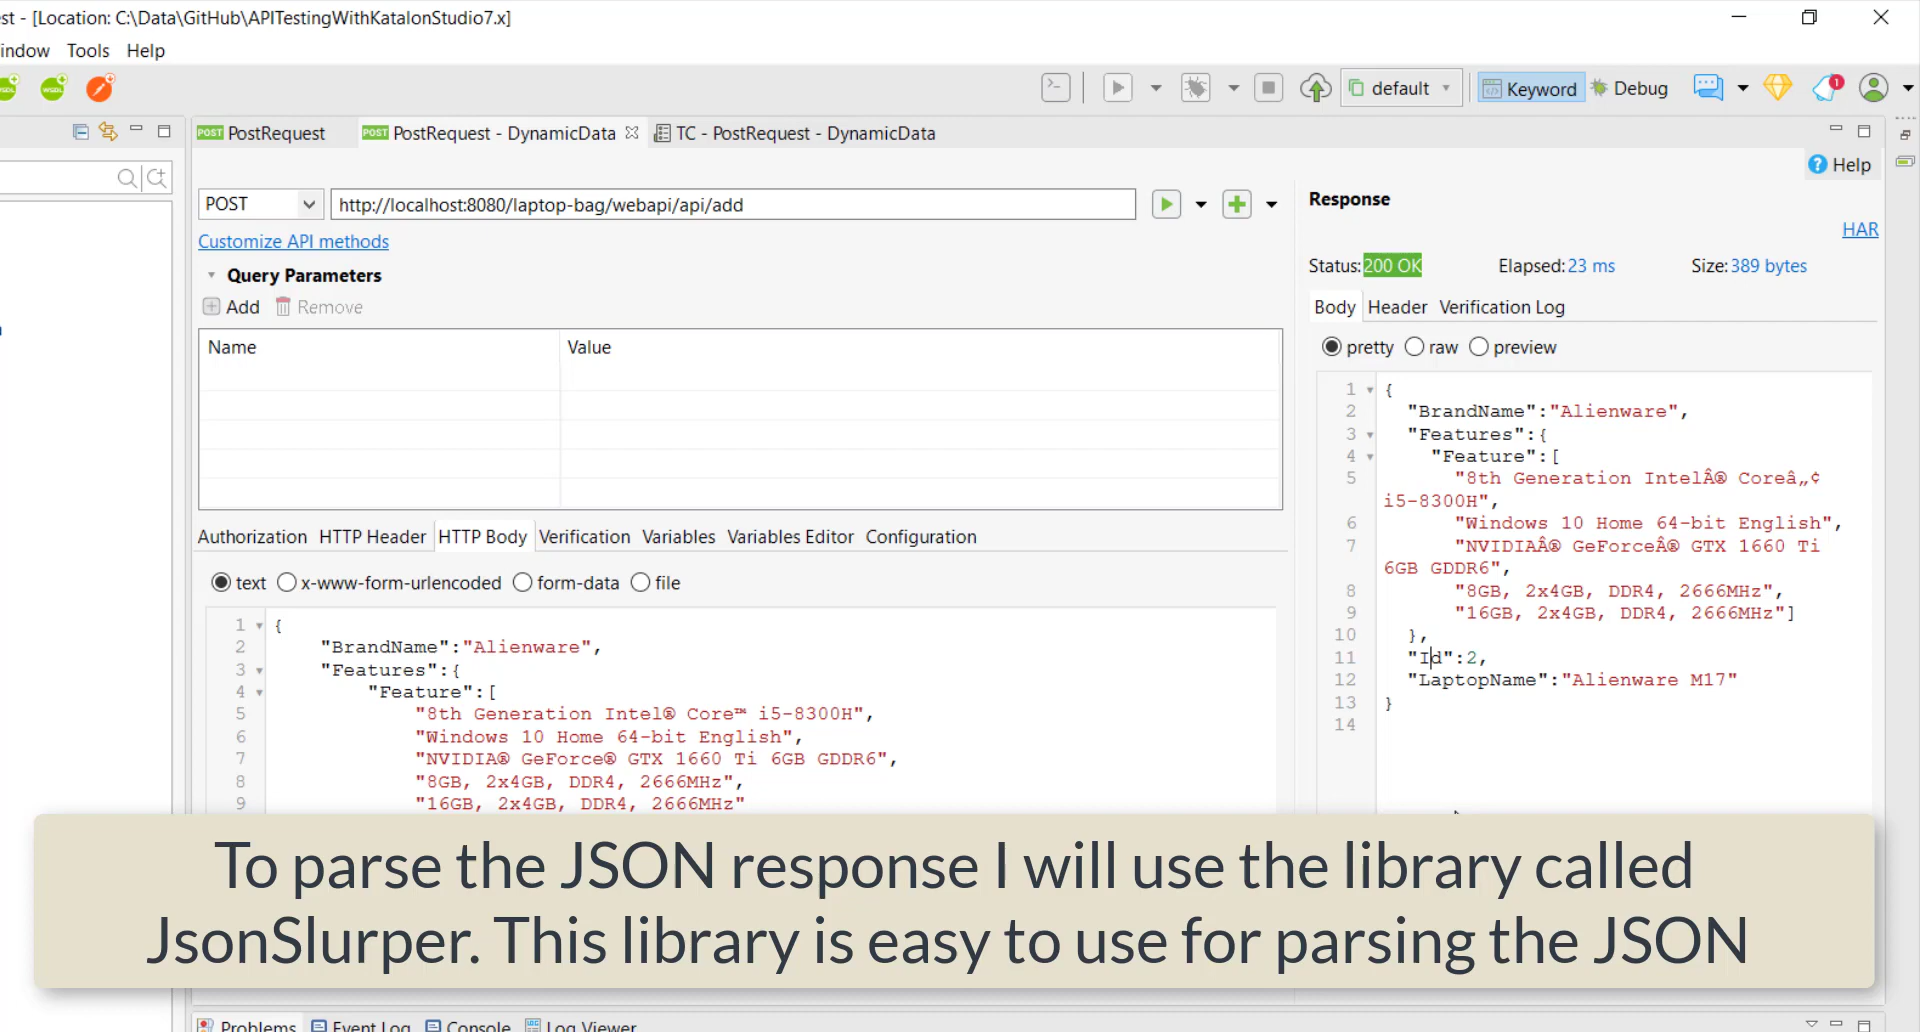 st - [Location: C:\Data\GitHub\APITestingWithKatalonStudio7.x]
indow Tools Help
default Keyword Debug 1
POST PostRequest POST PostRequest - DynamicData TC - PostRequest - DynamicData
Help
POST http://localhost:8080/laptop-bag/webapi/api/add
Customize API methods
Query Parameters
Add Remove
Name Value
Authorization HTTP Header HTTP Body Verification Variables Variables Editor Configuration
text x-www-form-urlencoded form-data file
1 {
2 "BrandName":"Alienware",
3 "Features":{
4 "Feature":[
5 "8th Generation Intel® Core™ i5-8300H",
6 "Windows 10 Home 64-bit English",
7 "NVIDIA® GeForce® GTX 1660 Ti 6GB GDDR6",
8 "8GB, 2x4GB, DDR4, 2666MHz",
9 "16GB, 2x4GB, DDR4, 2666MHz"
Response
HAR
Status: 200 OK Elapsed: 23 ms Size: 389 bytes
Body Header Verification Log
pretty raw preview
1 {
2 "BrandName":"Alienware",
3 "Features":{
4 "Feature":[
5 "8th Generation IntelÂ® Coreâ„¢
i5-8300H",
6 "Windows 10 Home 64-bit English",
7 "NVIDIAÂ® GeForceÂ® GTX 1660 Ti
6GB GDDR6",
8 "8GB, 2x4GB, DDR4, 2666MHz",
9 "16GB, 2x4GB, DDR4, 2666MHz"]
10 },
11 "Id":2,
12 "LaptopName":"Alienware M17"
13 }
14
To parse the JSON response I will use the library called
JsonSlurper. This library is easy to use for parsing the JSON
Problems Event Log Console Log Viewer